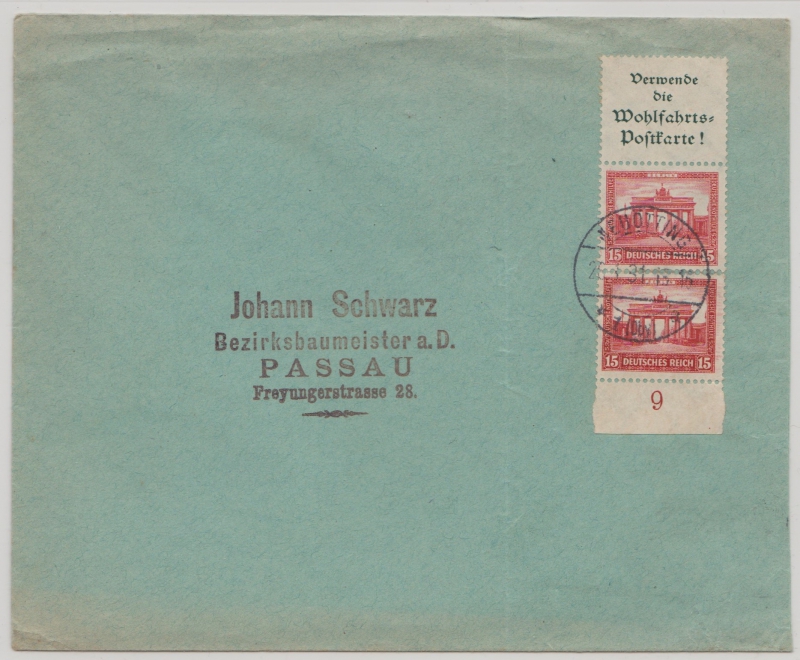 Verwende
die
Wohlfahrts-
Postkarte!
BERLIN
15 DEUTSCHES REICH 15
15 DEUTSCHES REICH 15
9
Johann Schwarz
Bezirksbaumeister a. D.
PASSAU
Freyungerstrasse 28.